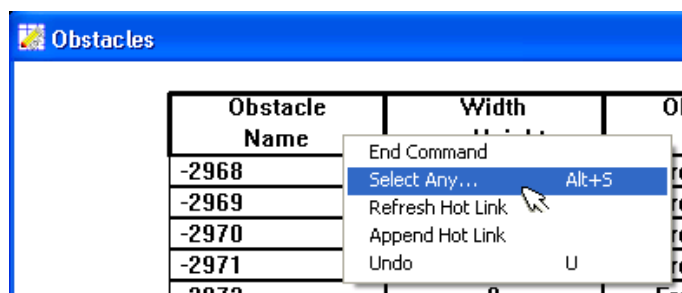 Obstacles
Obstacle Width
Name
End Command
-2968 Select Any... Alt+S
-2969 Refresh Hot Link
-2970 Append Hot Link
-2971 Undo U